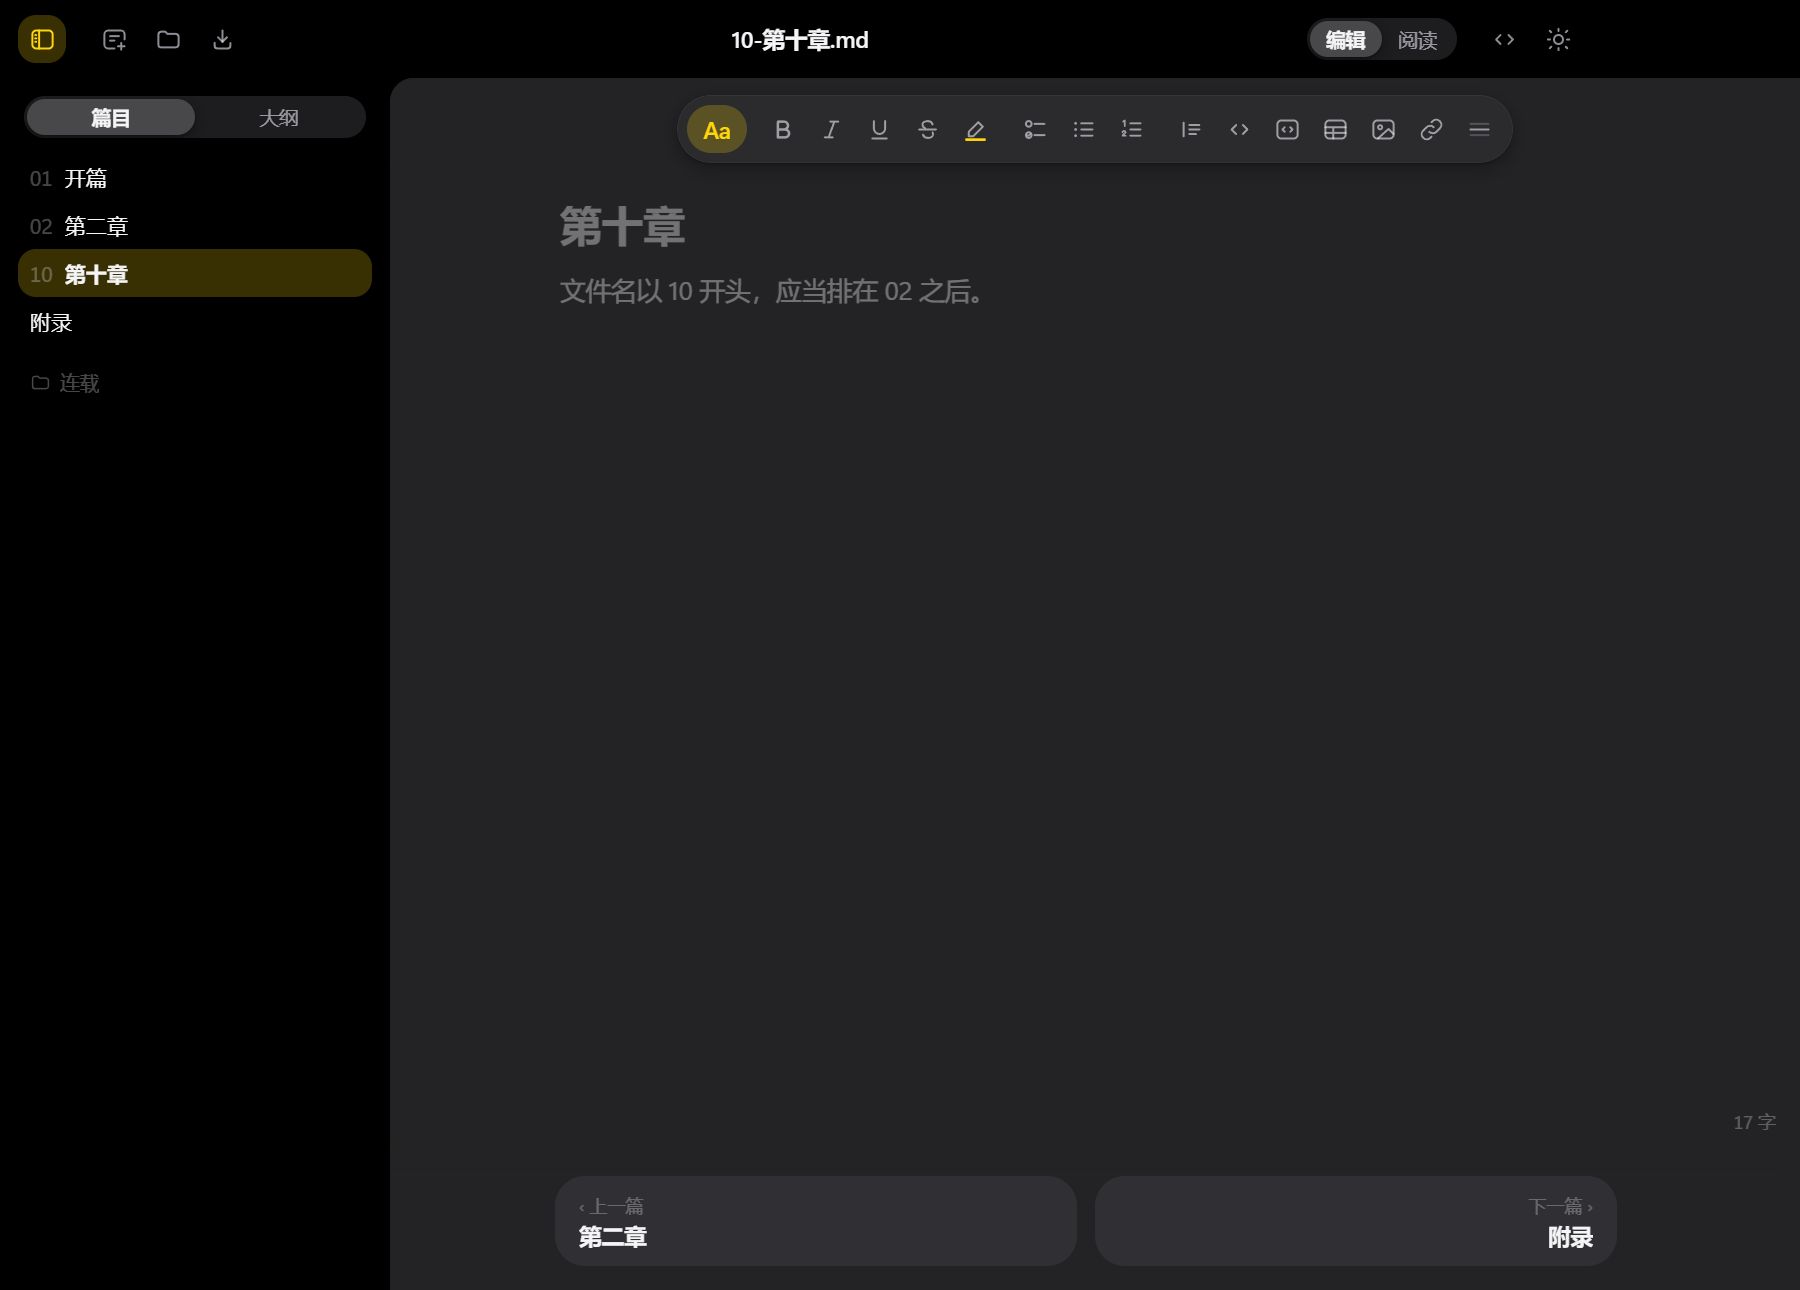 10-第十章.md
编辑 阅读
篇目 大纲
Aa B I U S
01 开篇
02 第二章
10 第十章
附录
连载
第十章
文件名以 10 开头，应当排在 02 之后。
17 字
‹ 上一篇
第二章
下一篇 ›
附录